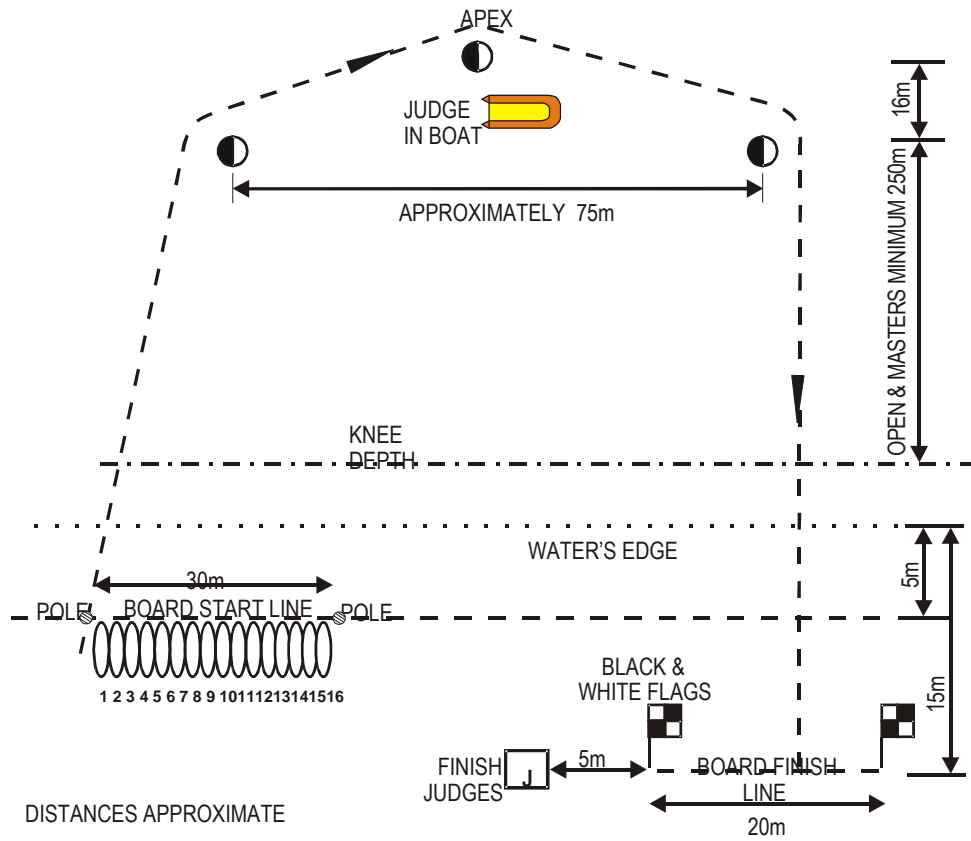 APEX
16m
JUDGE
IN BOAT
APPROXIMATELY 75m
OPEN & MASTERS MINIMUM 250m
KNEE
DEPTH
WATER'S EDGE
5m
30m
POLE
BOARD START LINE
POLE
1 2 3 4 5 6 7 8 9 10 11 12 13 14 15 16
BLACK &
WHITE FLAGS
15m
FINISH
JUDGES
J
5m
BOARD FINISH
LINE
20m
DISTANCES APPROXIMATE